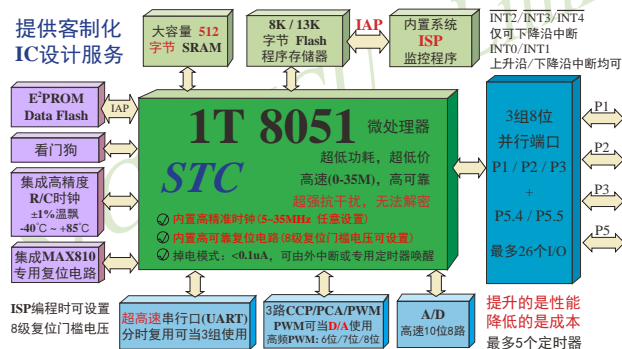 提供客制化
IC设计服务
大容量 512
字节 SRAM
8K / 13K
字节 Flash
程序存储器
IAP
内置系统
ISP
监控程序
INT2 / INT3 / INT4
仅可下降沿中断
INT0/ INT1
上升沿/下降沿中断均可
E²PROM
Data Flash
IAP
看门狗
集成高精度
R/C时钟
±1%温飘
-40℃ ~ +85℃
集成MAX810
专用复位电路
1T 8051
微处理器
STC
超低功耗，超低价
高速(0-35M)，高可靠
超强抗干扰，无法解密
内置高精准时钟(5~35MHz 任意设置)
内置高可靠复位电路(8级复位门槛电压可设置)
掉电模式：<0.1uA，可由外中断或专用定时器唤醒
3组8位
并行端口
P1 / P2 / P3
+
P5.4 / P5.5
最多26个I/O
P1
P2
P3
P5
ISP编程时可设置
8级复位门槛电压
超高速串行口(UART)
分时复用可当3组使用
3路CCP/PCA/PWM
PWM可当D/A使用
高频PWM: 6位/7位/8位
A/D
高速10位8路
提升的是性能
降低的是成本
最多5个定时器